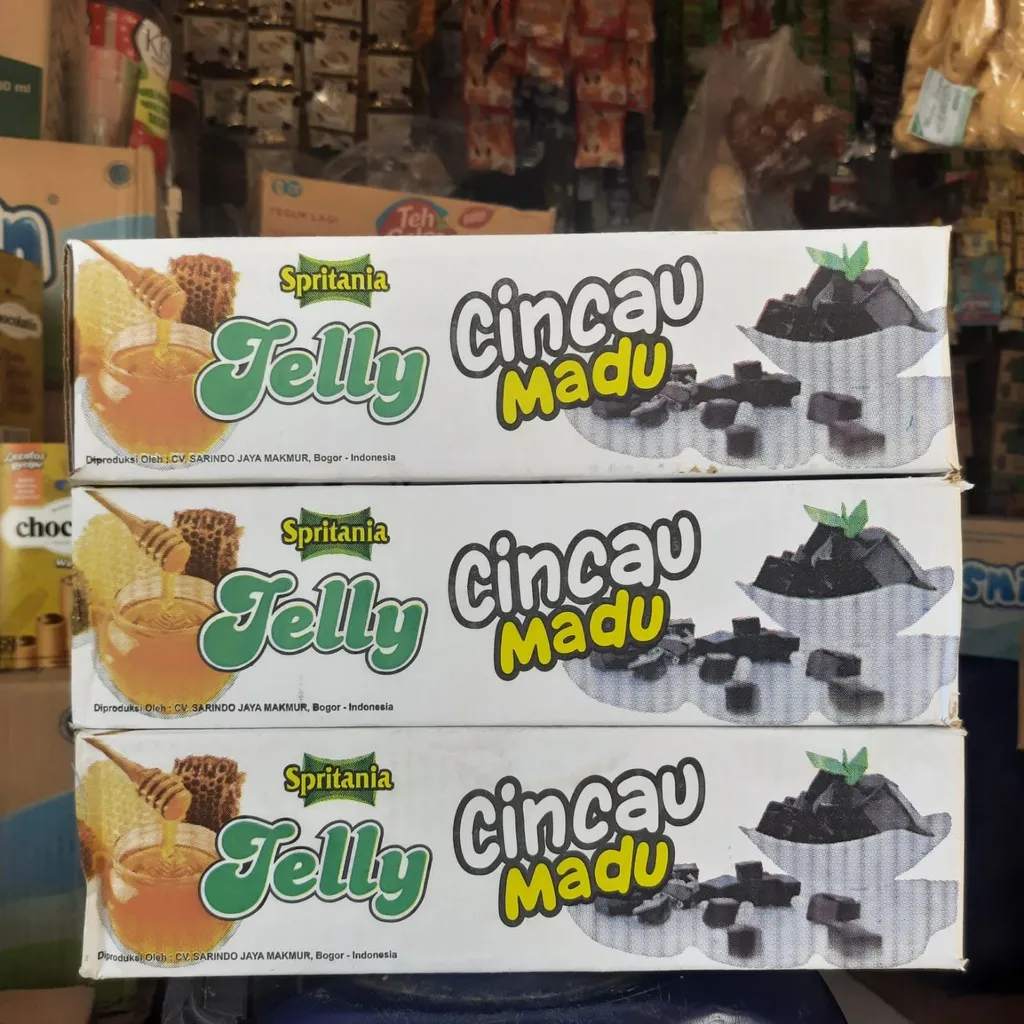 TEGUK LAGI
Teh
Spritania
Jelly
Cincau
Madu
Diproduksi Oleh : CV. SARINDO JAYA MAKMUR, Bogor - Indonesia
Spritania
Jelly
Cincau
Madu
Diproduksi Oleh : CV. SARINDO JAYA MAKMUR, Bogor - Indonesia
choc
Spritania
Jelly
Cincau
Madu
Diproduksi Oleh : CV. SARINDO JAYA MAKMUR, Bogor - Indonesia